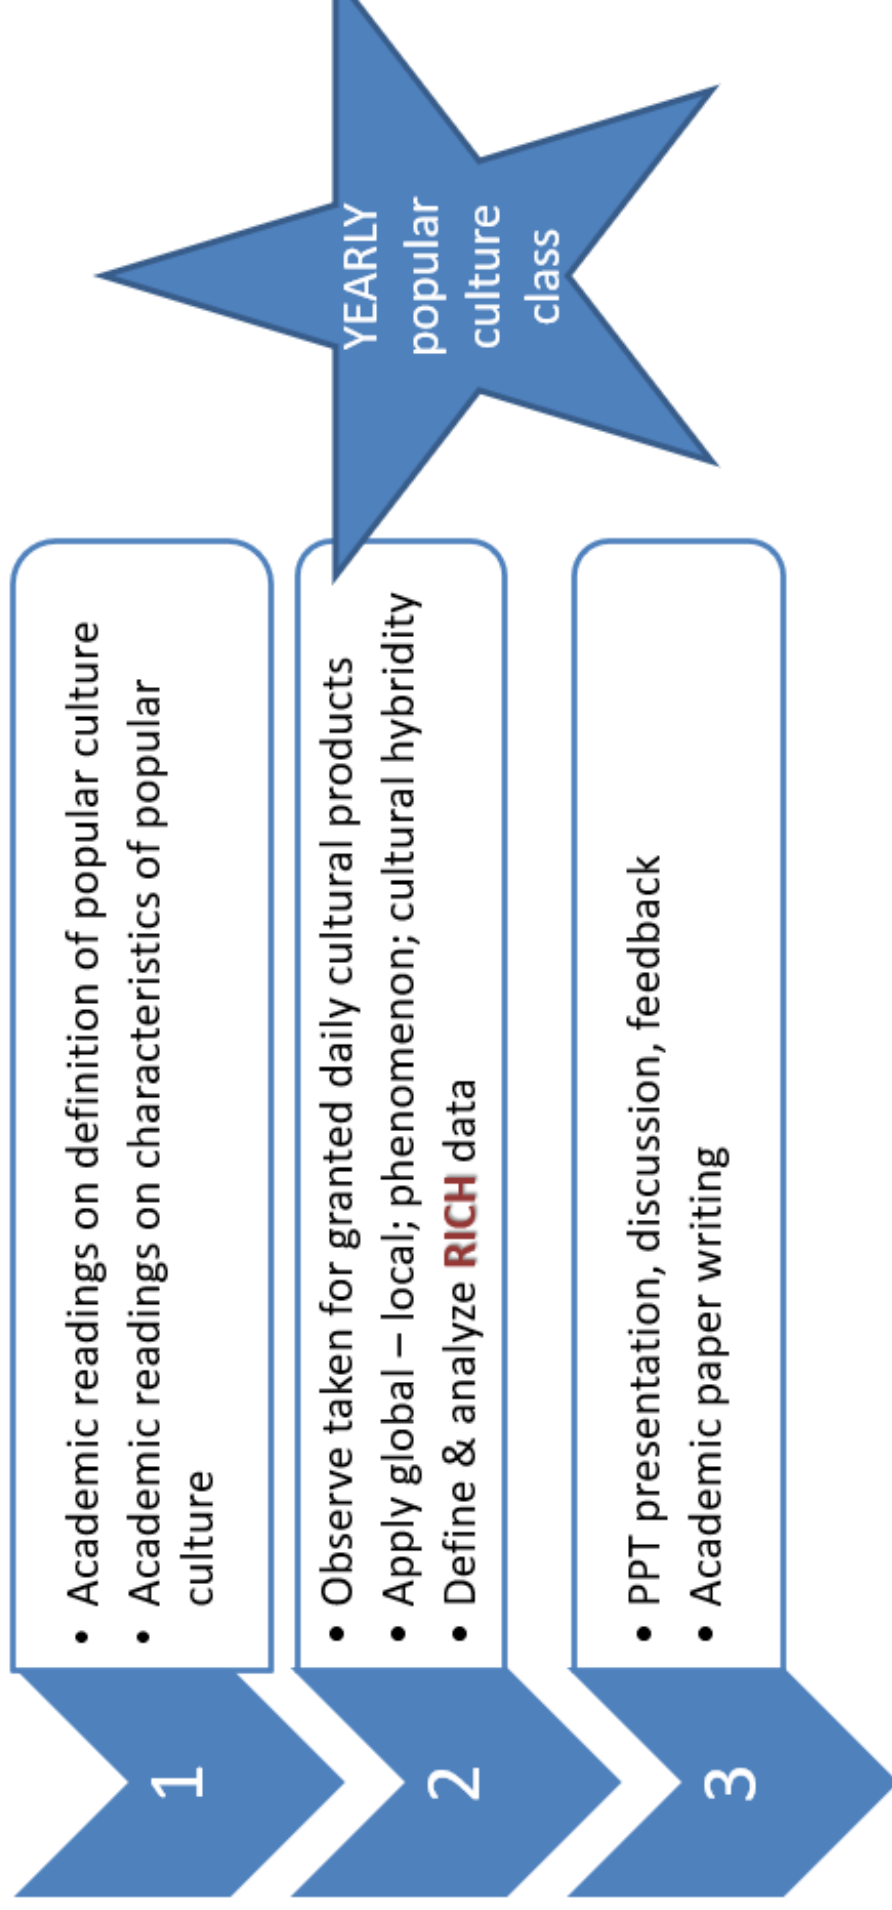 1
• Academic readings on definition of popular culture
• Academic readings on characteristics of popular
culture
2
• Observe taken for granted daily cultural products
• Apply global – local; phenomenon; cultural hybridity
• Define & analyze RICH data
3
• PPT presentation, discussion, feedback
• Academic paper writing
YEARLY
popular
culture
class